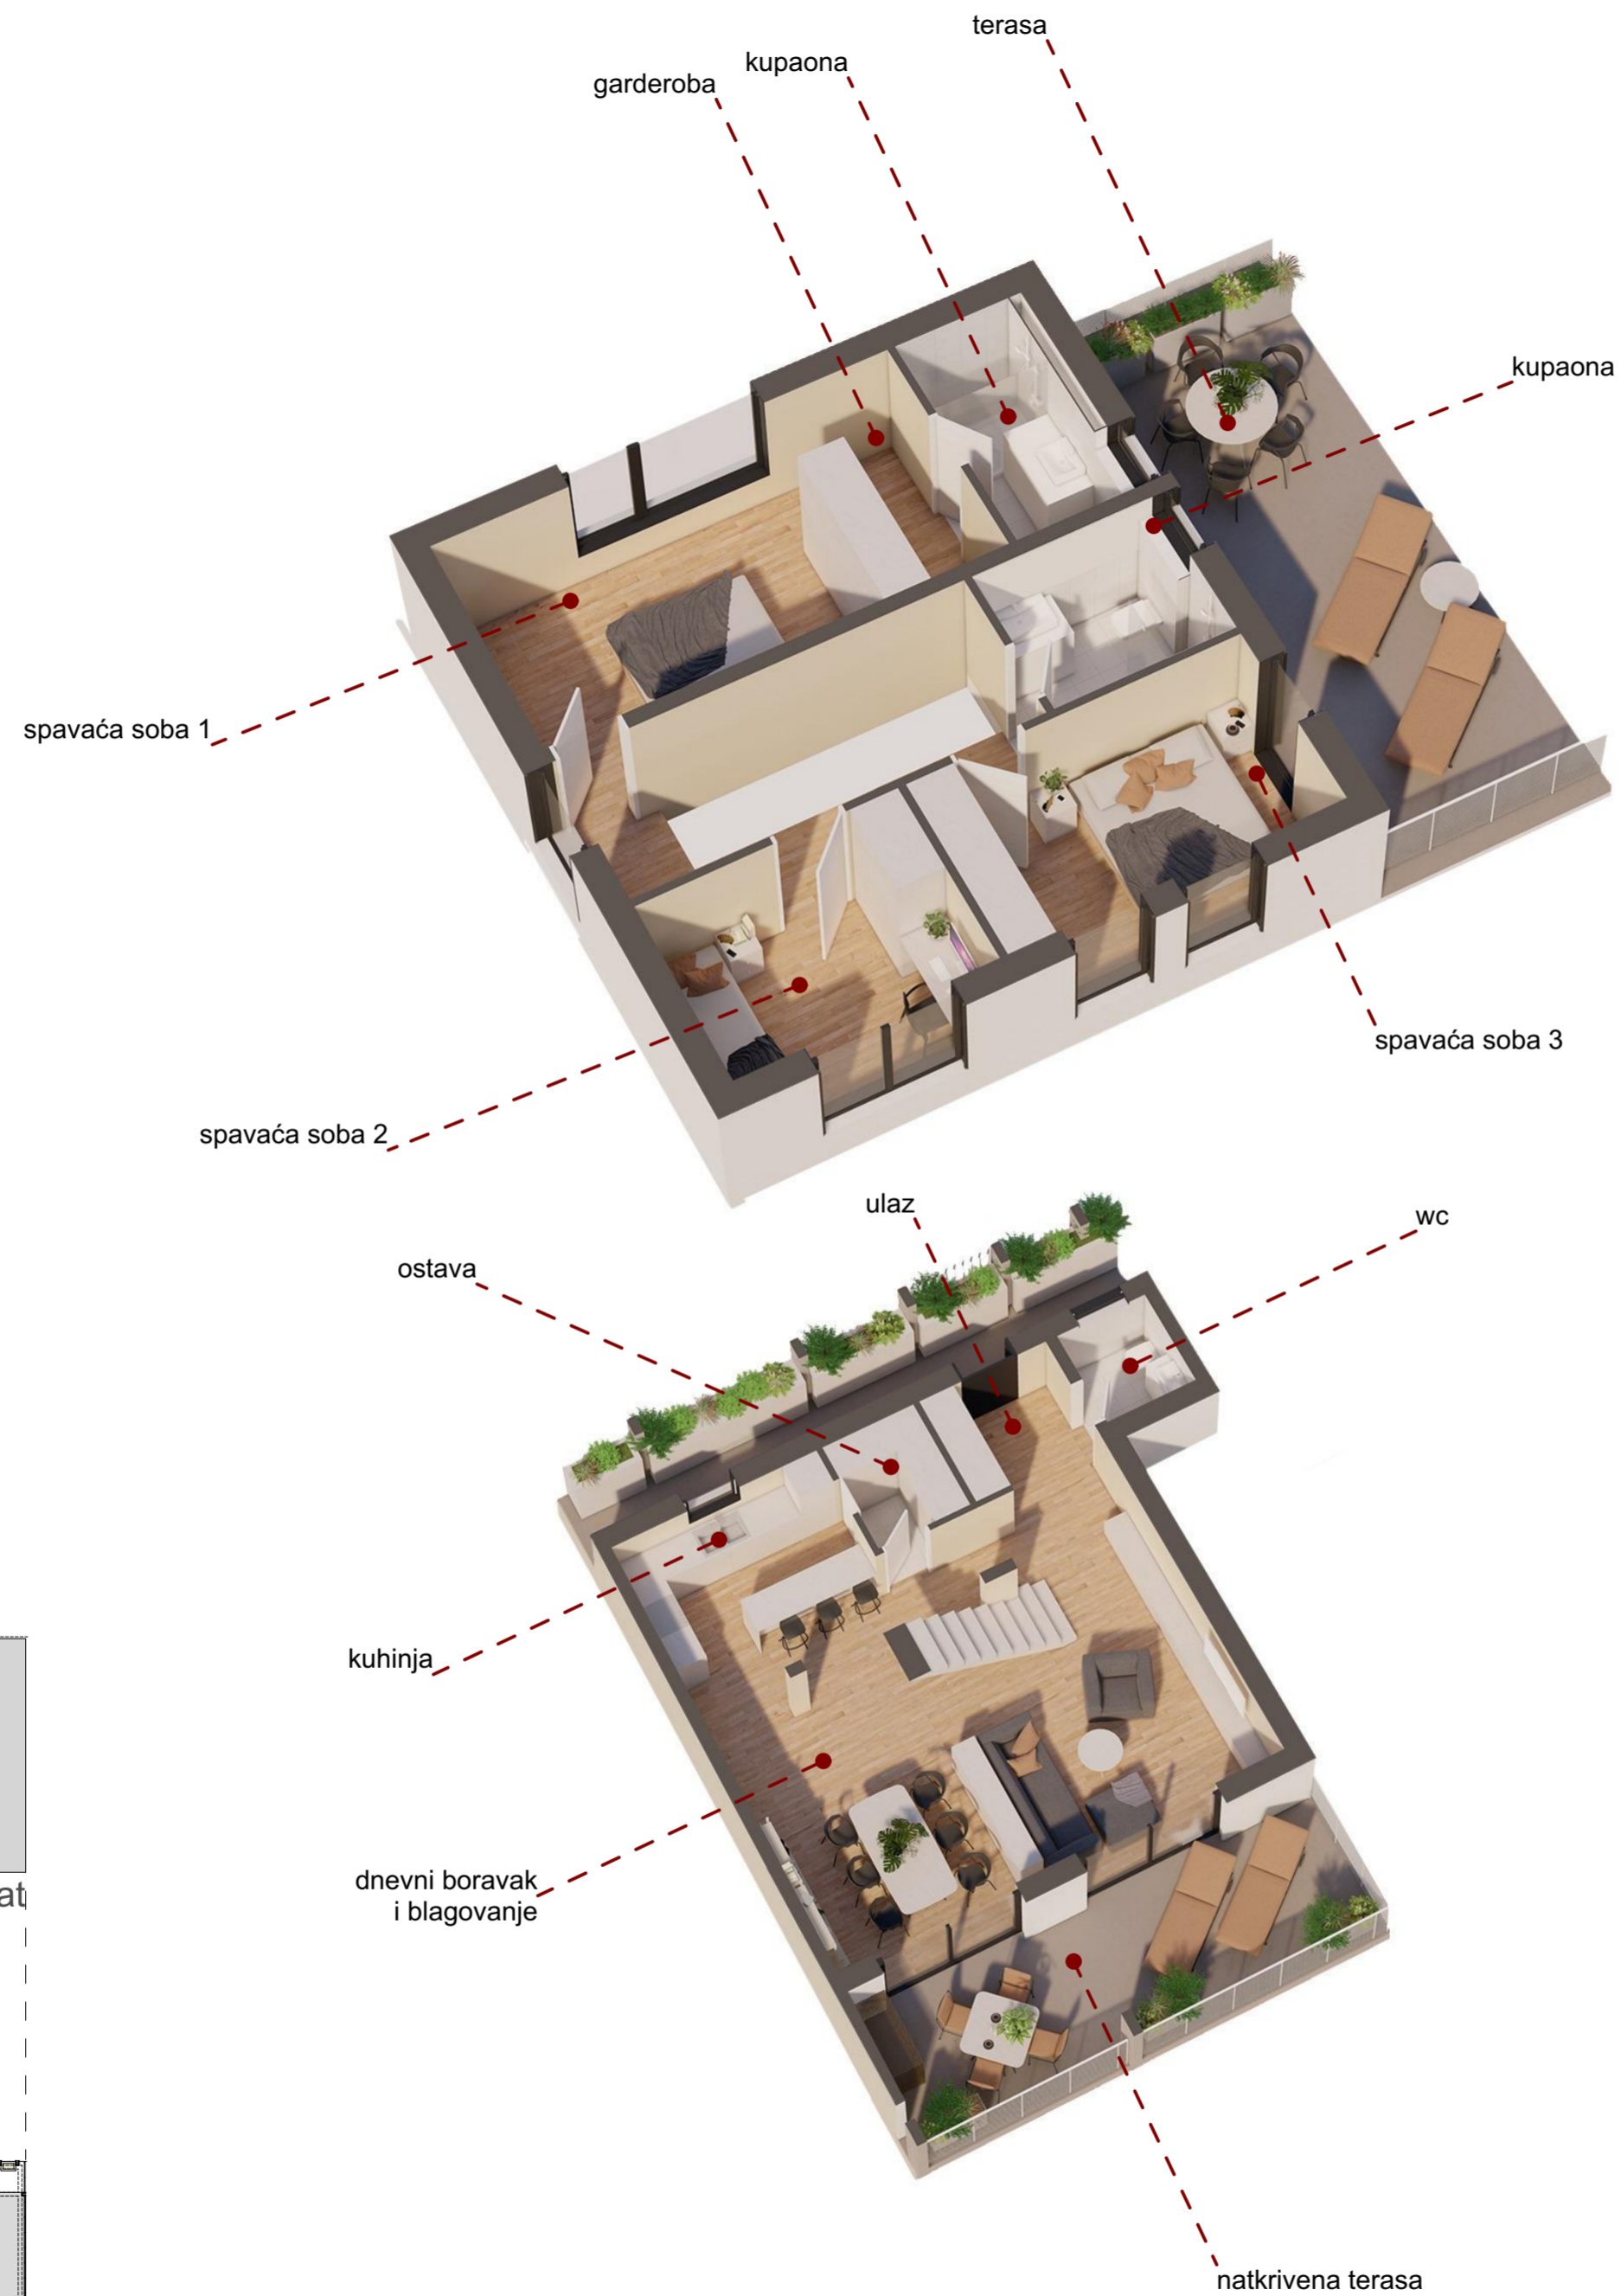 terasa
kupaona
garderoba
kupaona
spavaća soba 1
spavaća soba 3
spavaća soba 2
ulaz
wc
ostava
kuhinja
dnevni boravak
i blagovanje
natkrivena terasa